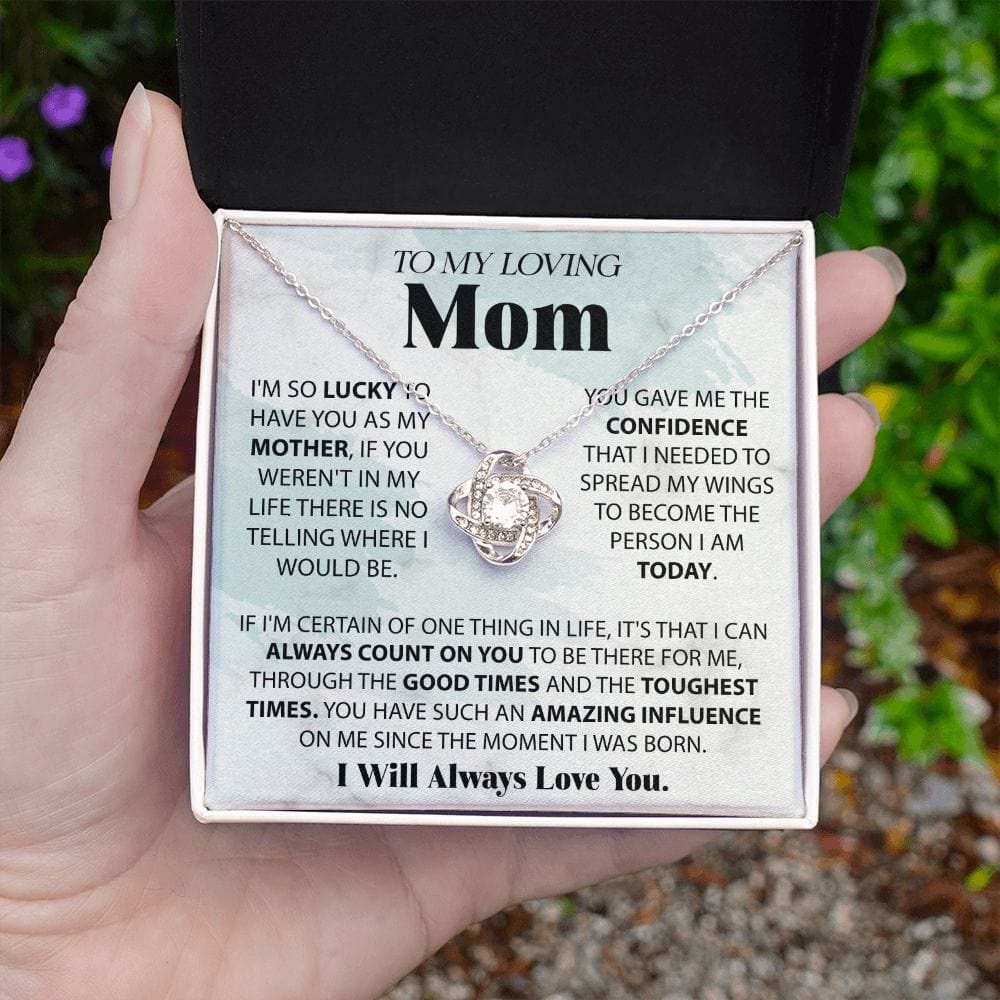 TO MY LOVING
Mom
I'M SO LUCKY TO
HAVE YOU AS MY
MOTHER, IF YOU
WEREN'T IN MY
LIFE THERE IS NO
TELLING WHERE I
WOULD BE.
YOU GAVE ME THE
CONFIDENCE
THAT I NEEDED TO
SPREAD MY WINGS
TO BECOME THE
PERSON I AM
TODAY.
IF I'M CERTAIN OF ONE THING IN LIFE, IT'S THAT I CAN
ALWAYS COUNT ON YOU TO BE THERE FOR ME,
THROUGH THE GOOD TIMES AND THE TOUGHEST
TIMES. YOU HAVE SUCH AN AMAZING INFLUENCE
ON ME SINCE THE MOMENT I WAS BORN.
I Will Always Love You.